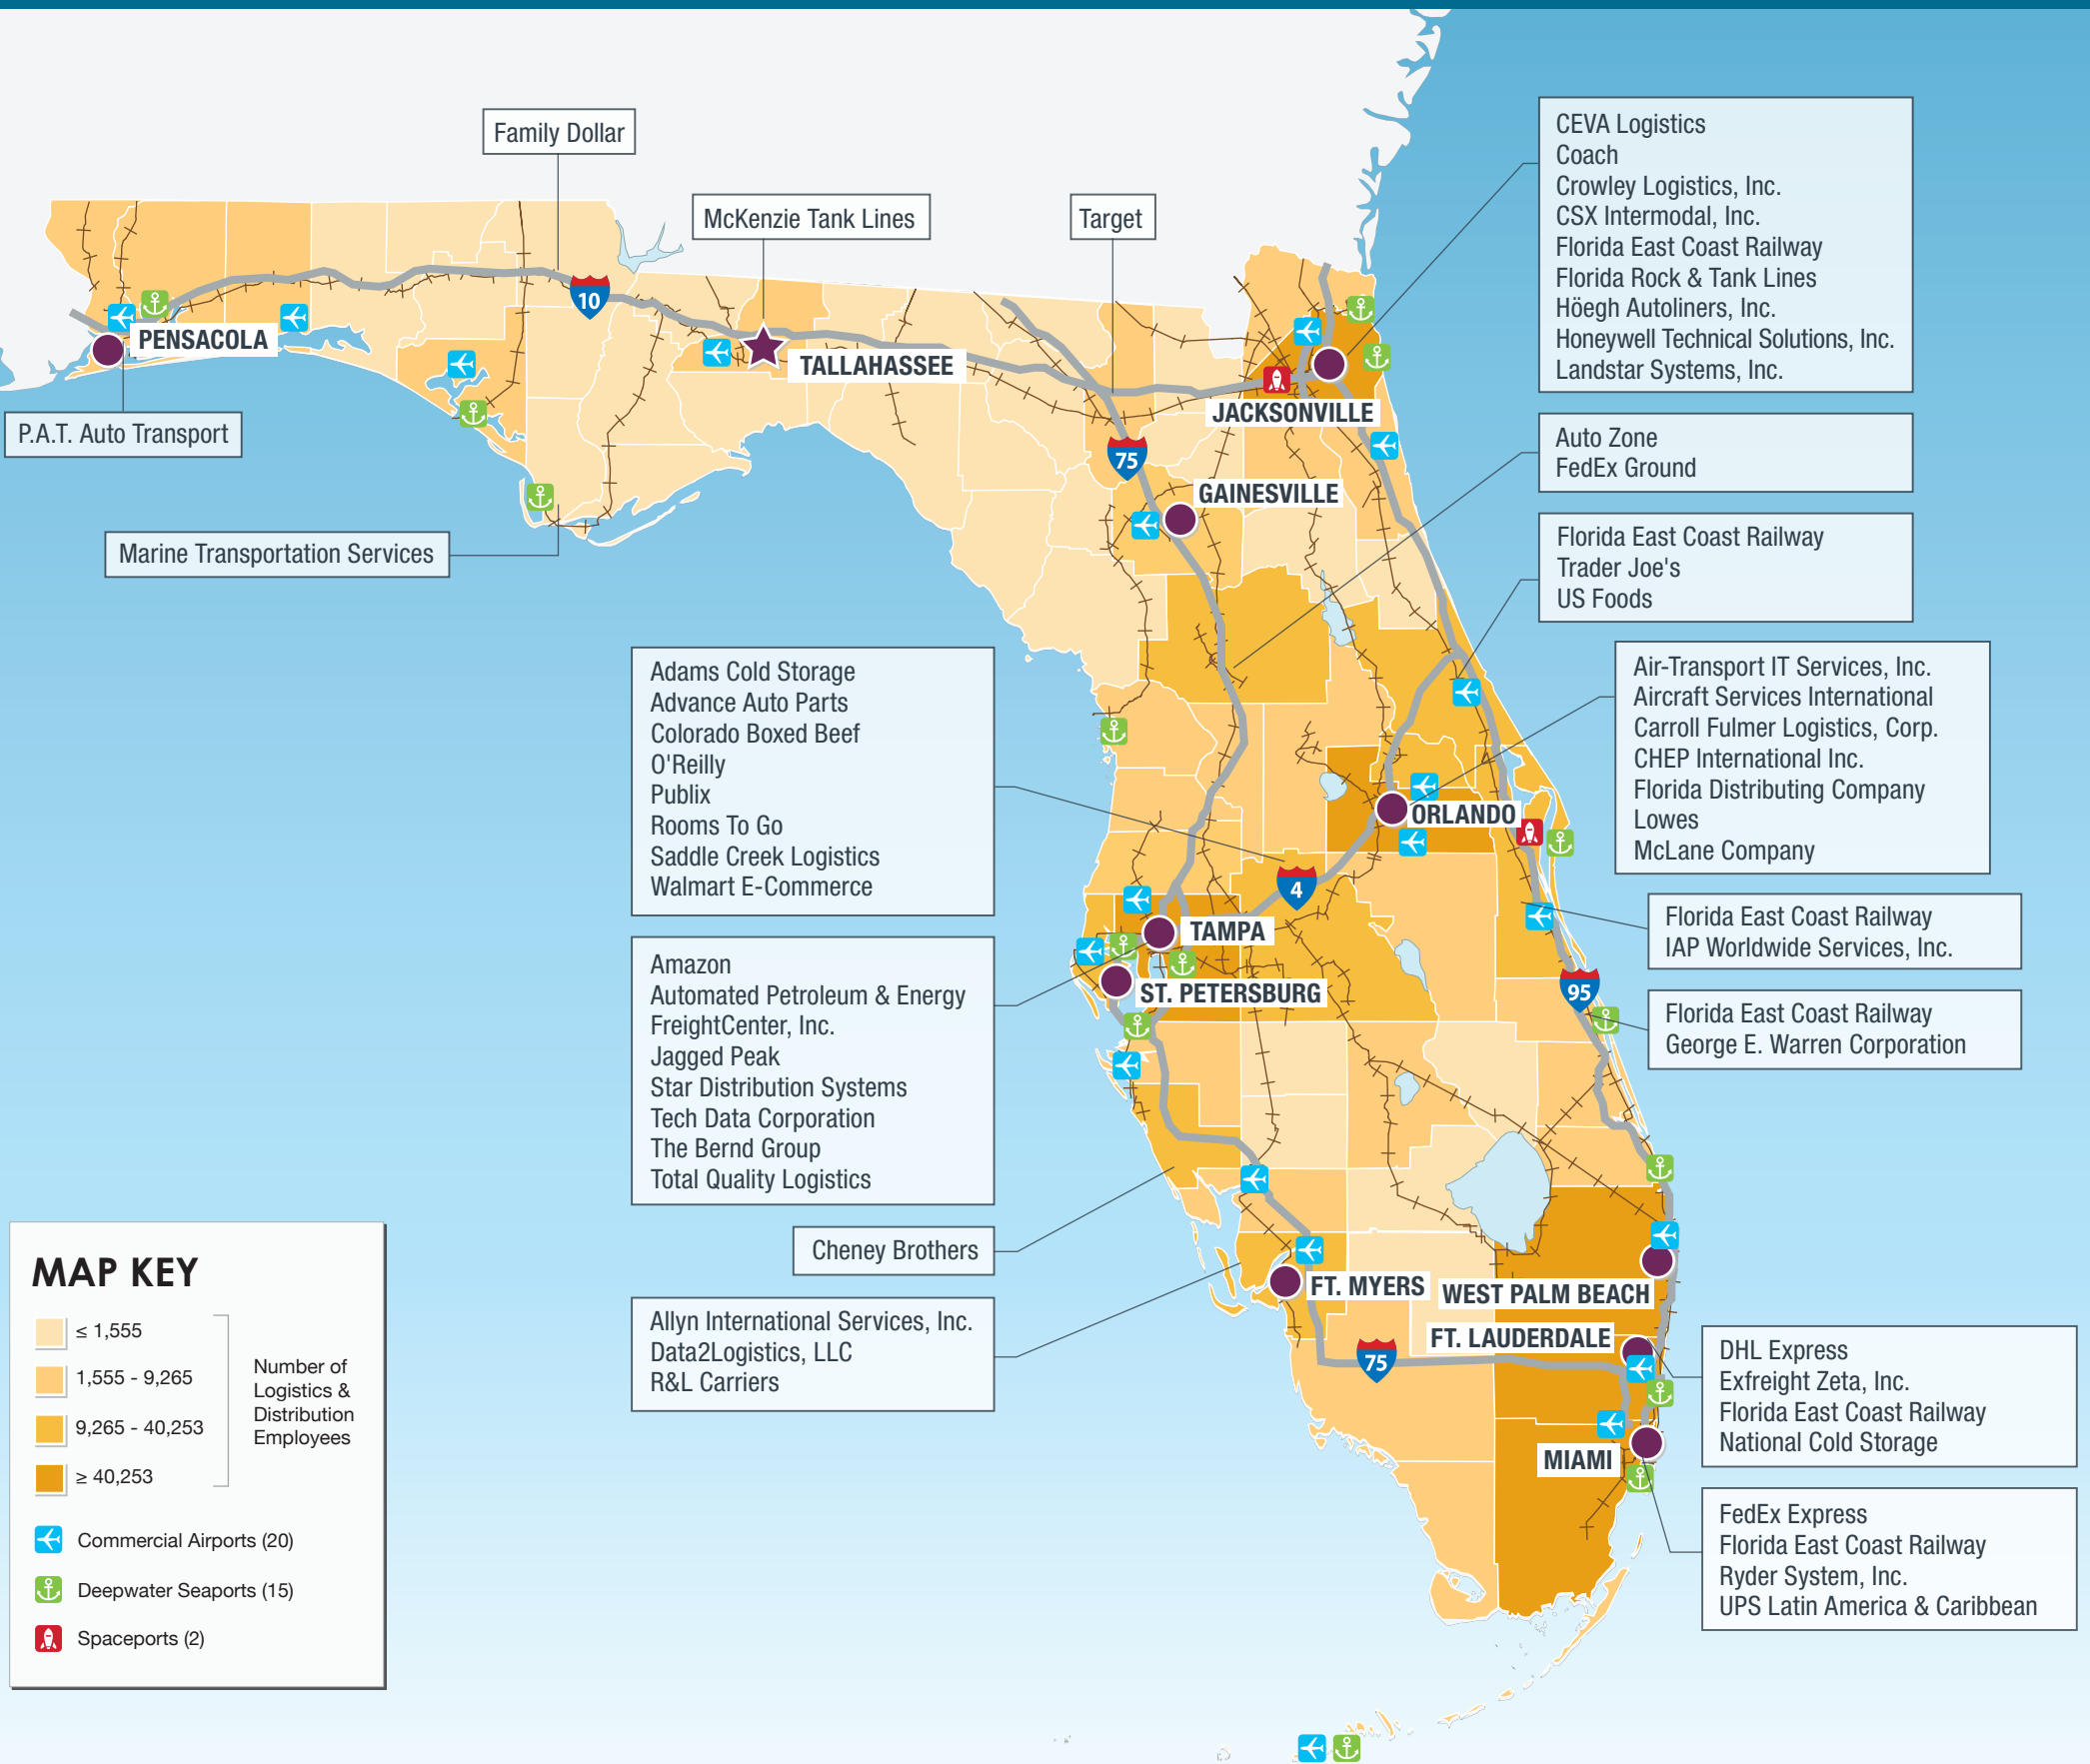 Family Dollar
McKenzie Tank Lines
Target
CEVA Logistics
Coach
Crowley Logistics, Inc.
CSX Intermodal, Inc.
Florida East Coast Railway
Florida Rock & Tank Lines
Höegh Autoliners, Inc.
Honeywell Technical Solutions, Inc.
Landstar Systems, Inc.
10
PENSACOLA
TALLAHASSEE
JACKSONVILLE
P.A.T. Auto Transport
75
Auto Zone
FedEx Ground
GAINESVILLE
Marine Transportation Services
Florida East Coast Railway
Trader Joe's
US Foods
Adams Cold Storage
Advance Auto Parts
Colorado Boxed Beef
O'Reilly
Publix
Rooms To Go
Saddle Creek Logistics
Walmart E-Commerce
Air-Transport IT Services, Inc.
Aircraft Services International
Carroll Fulmer Logistics, Corp.
CHEP International Inc.
Florida Distributing Company
Lowes
McLane Company
ORLANDO
4
TAMPA
Florida East Coast Railway
IAP Worldwide Services, Inc.
Amazon
Automated Petroleum & Energy
FreightCenter, Inc.
Jagged Peak
Star Distribution Systems
Tech Data Corporation
The Bernd Group
Total Quality Logistics
ST. PETERSBURG
95
Florida East Coast Railway
George E. Warren Corporation
Cheney Brothers
Allyn International Services, Inc.
Data2Logistics, LLC
R&L Carriers
FT. MYERS
WEST PALM BEACH
FT. LAUDERDALE
75
DHL Express
Exfreight Zeta, Inc.
Florida East Coast Railway
National Cold Storage
MIAMI
FedEx Express
Florida East Coast Railway
Ryder System, Inc.
UPS Latin America & Caribbean
MAP KEY
≤ 1,555
1,555 - 9,265
9,265 - 40,253
≥ 40,253
Number of
Logistics &
Distribution
Employees
Commercial Airports (20)
Deepwater Seaports (15)
Spaceports (2)